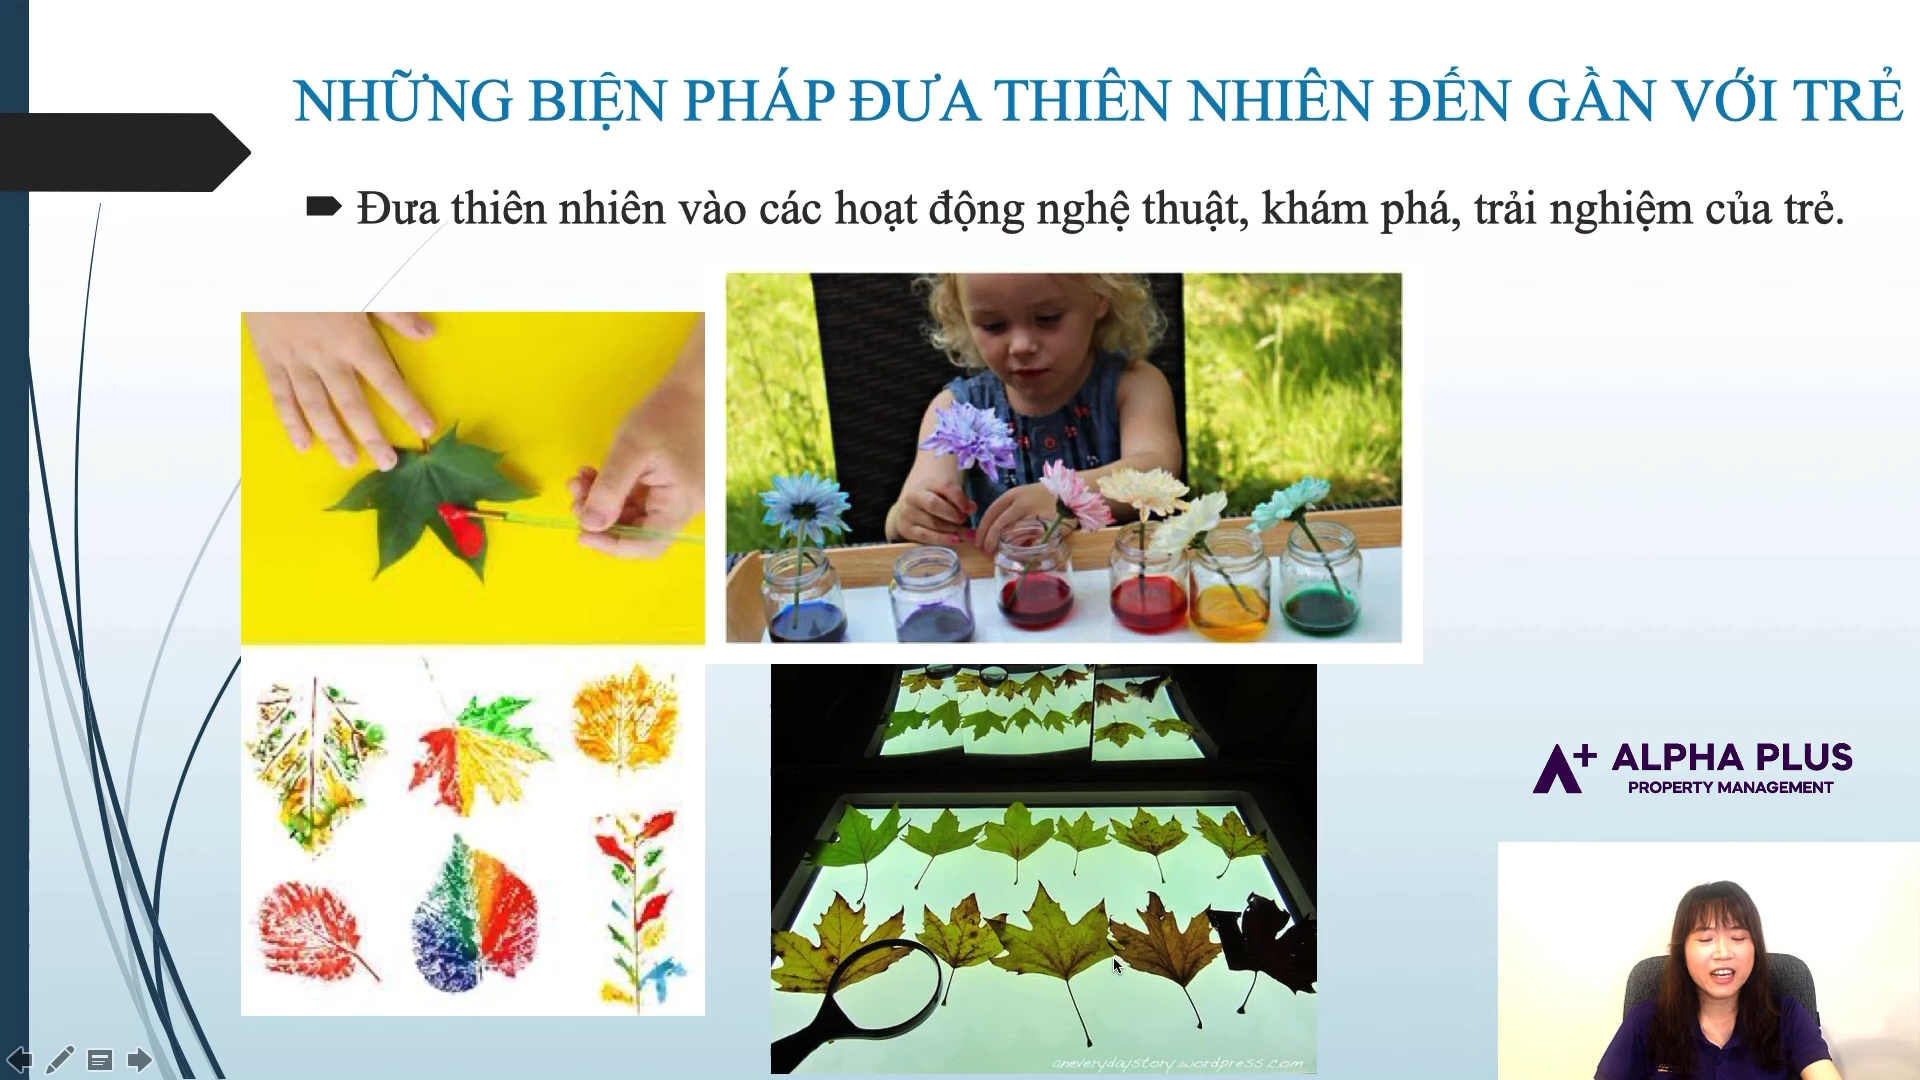 NHỮNG BIỆN PHÁP ĐƯA THIÊN NHIÊN ĐẾN GẦN VỚI TRẺ
Đưa thiên nhiên vào các hoạt động nghệ thuật, khám phá, trải nghiệm của trẻ.
A+ ALPHA PLUS
PROPERTY MANAGEMENT
aneverydaystory.wordpress.com